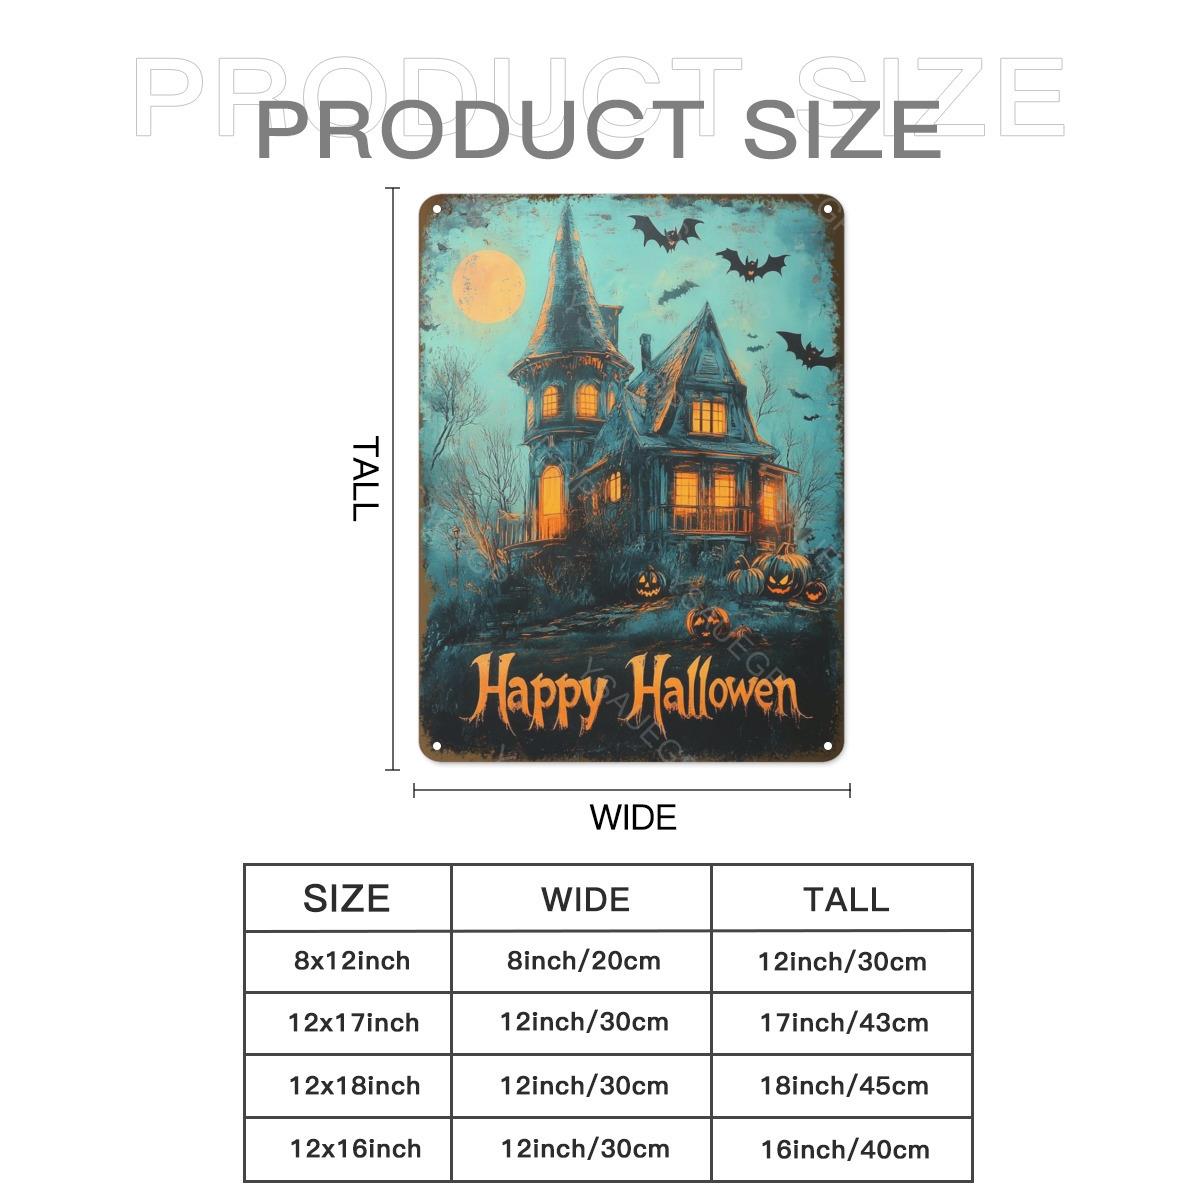 PRODUCT SIZE
PRODUCT SIZE
TALL
Happy Hallowen
WIDE
SIZE WIDE TALL
8x12inch 8inch/20cm 12inch/30cm
12x17inch 12inch/30cm 17inch/43cm
12x18inch 12inch/30cm 18inch/45cm
12x16inch 12inch/30cm 16inch/40cm